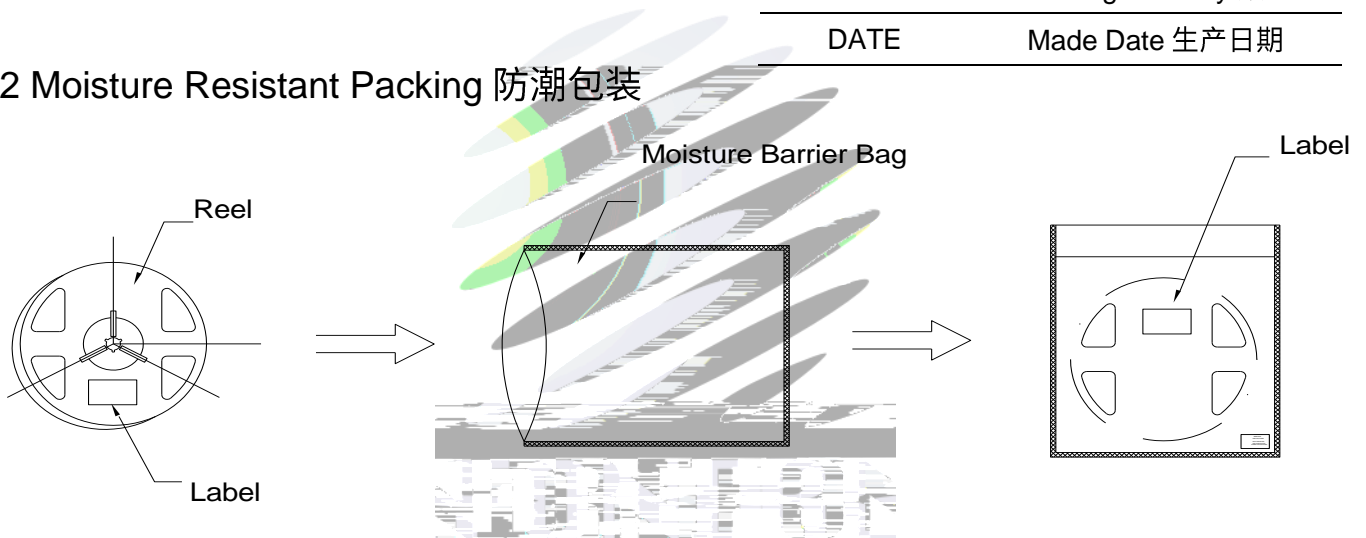 DATE Made Date 生产日期
2 Moisture Resistant Packing 防潮包装
Moisture Barrier Bag
Label
Reel
Label